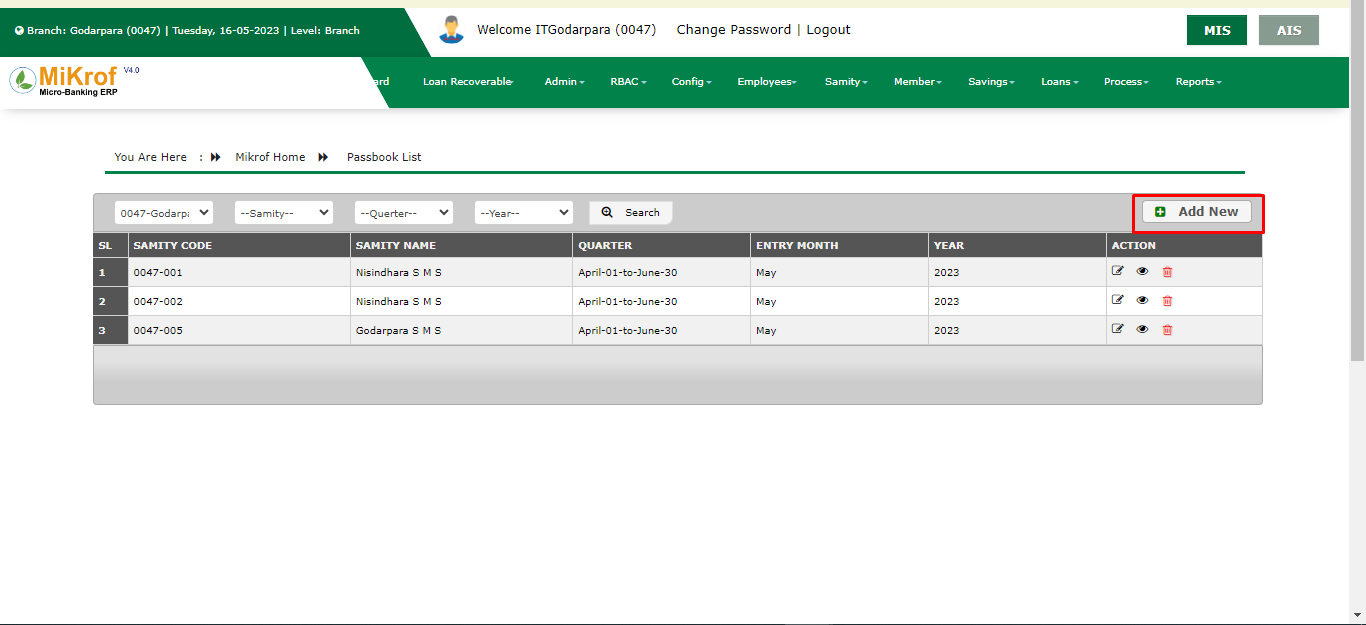 Branch: Godarpara (0047) | Tuesday, 16-05-2023 | Level: Branch
Welcome ITGodarpara (0047) Change Password | Logout
MIS AIS
MiKrof V4.0
Micro-Banking ERP
ard Loan Recoverable Admin RBAC Config Employees Samity Member Savings Loans Process Reports
You Are Here : Mikrof Home Passbook List
0047-Godarp --Samity-- --Querter-- --Year-- Search Add New
SL SAMITY CODE SAMITY NAME QUARTER ENTRY MONTH YEAR ACTION
1 0047-001 Nisindhara S M S April-01-to-June-30 May 2023
2 0047-002 Nisindhara S M S April-01-to-June-30 May 2023
3 0047-005 Godarpara S M S April-01-to-June-30 May 2023